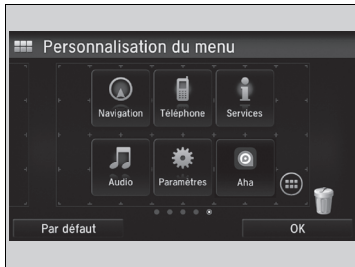 Personnalisation du menu
Navigation Téléphone Services
Audio Paramètres Aha
Par défaut OK